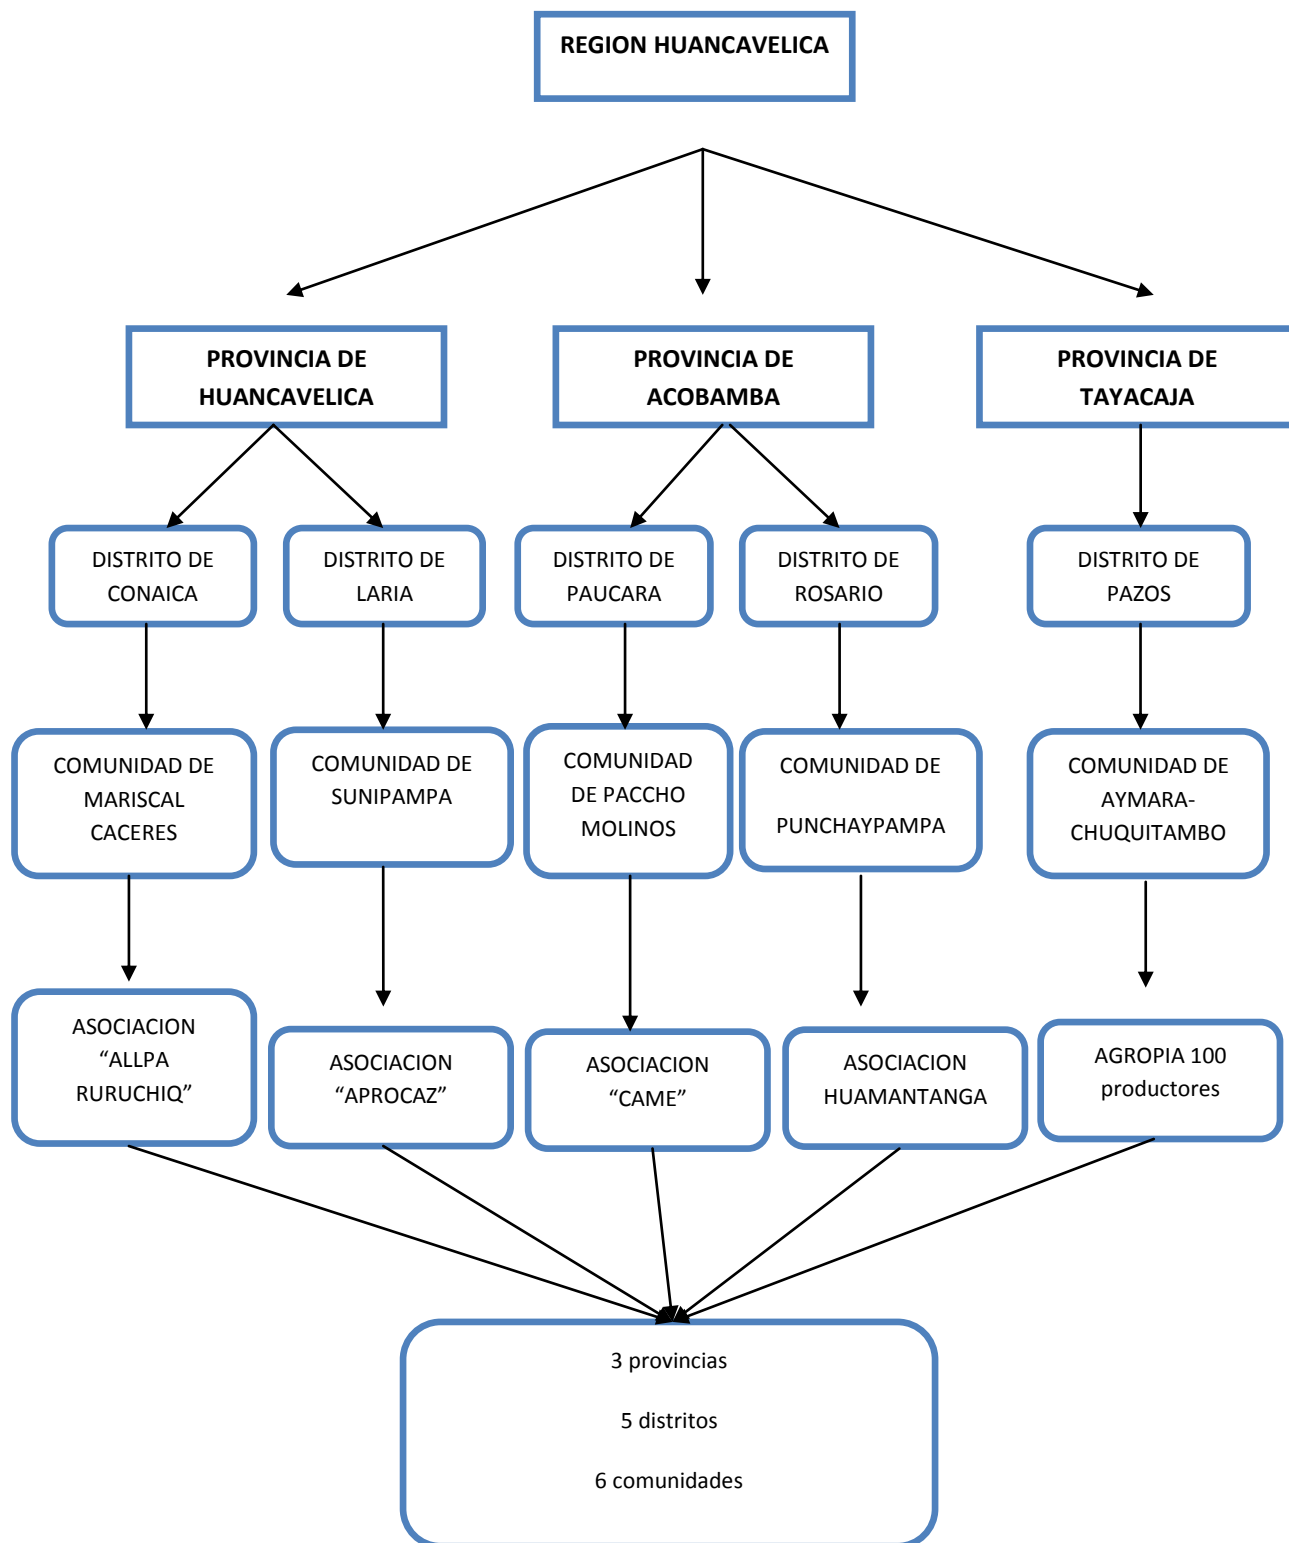 REGION HUANCAVELICA
PROVINCIA DE
HUANCAVELICA
PROVINCIA DE
ACOBAMBA
PROVINCIA DE
TAYACAJA
DISTRITO DE
CONAICA
DISTRITO DE
LARIA
DISTRITO DE
PAUCARA
DISTRITO DE
ROSARIO
DISTRITO DE
PAZOS
COMUNIDAD DE
MARISCAL
CACERES
COMUNIDAD DE
SUNIPAMPA
COMUNIDAD
DE PACCHO
MOLINOS
COMUNIDAD DE
PUNCHAYPAMPA
COMUNIDAD DE
AYMARA-
CHUQUITAMBO
ASOCIACION
“ALLPA
RURUCHIQ”
ASOCIACION
“APROCAZ”
ASOCIACION
“CAME”
ASOCIACION
HUAMANTANGA
AGROPIA 100
productores
3 provincias
5 distritos
6 comunidades